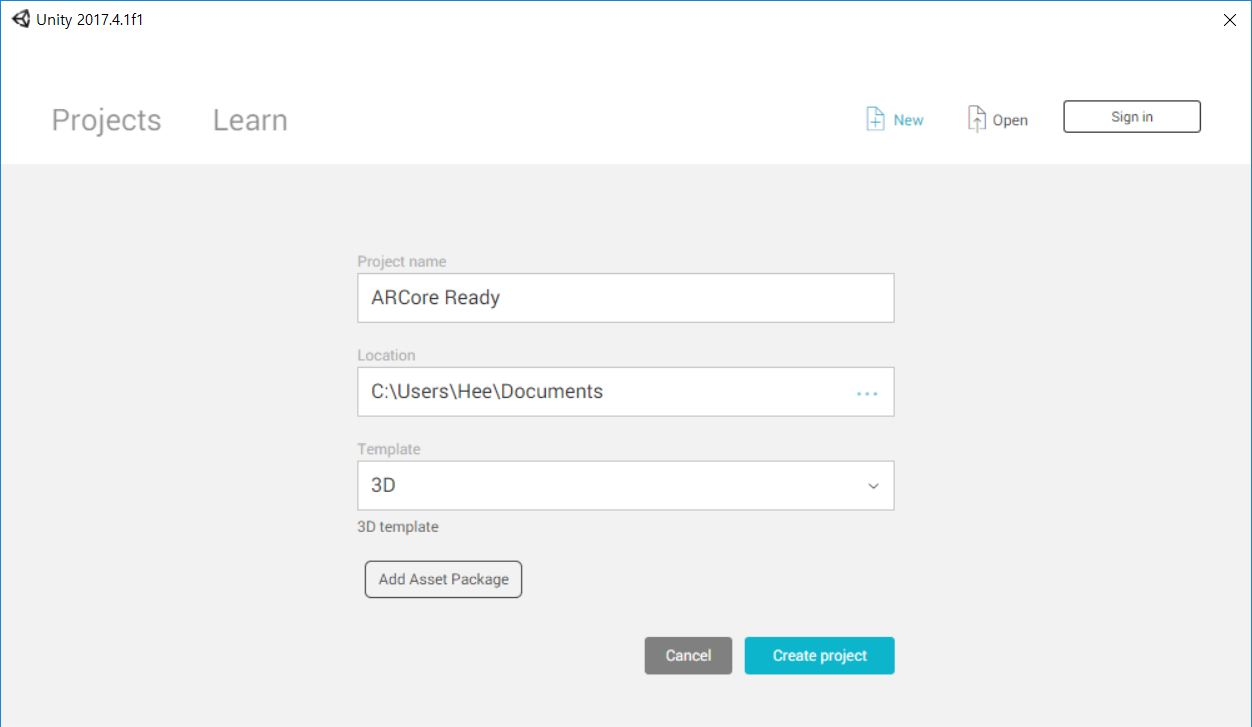 Unity 2017.4.1f1
Projects Learn New Open Sign in
Project name
ARCore Ready
Location
C:\Users\Hee\Documents
Template
3D
3D template
Add Asset Package
Cancel Create project